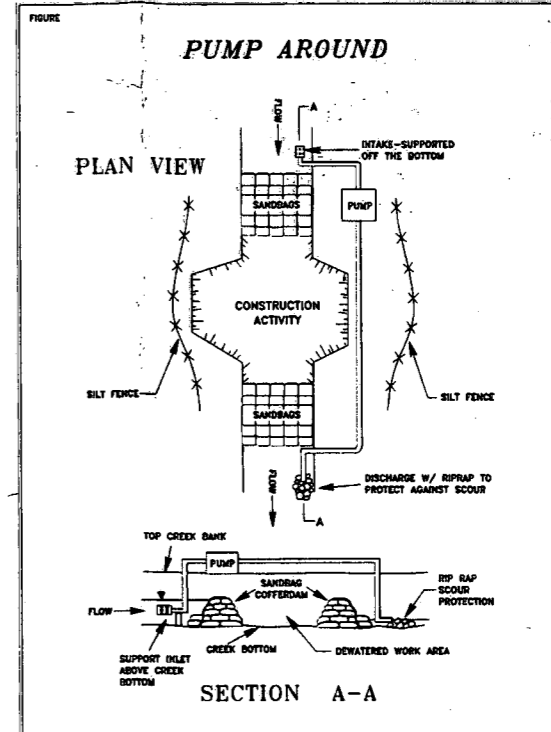 FIGURE
PUMP AROUND
FLOW
A
INTAKE-SUPPORTED
OFF THE BOTTOM
PLAN VIEW
SANDBAGS
PUMP
CONSTRUCTION
ACTIVITY
SILT FENCE
SILT FENCE
SANDBAGS
FLOW
DISCHARGE W/ RIPRAP TO
PROTECT AGAINST SCOUR
A
TOP CREEK BANK
PUMP
SANDBAG
COFFERDAM
RIP RAP
SCOUR
PROTECTION
FLOW
SUPPORT INLET
ABOVE CREEK
BOTTOM
CREEK BOTTOM
DEWATERED WORK AREA
SECTION A-A